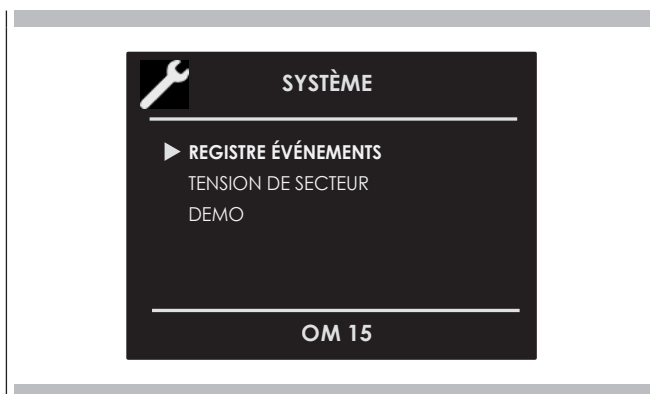 SYSTÈME
REGISTRE ÉVÉNEMENTS
TENSION DE SECTEUR
DEMO
OM 15